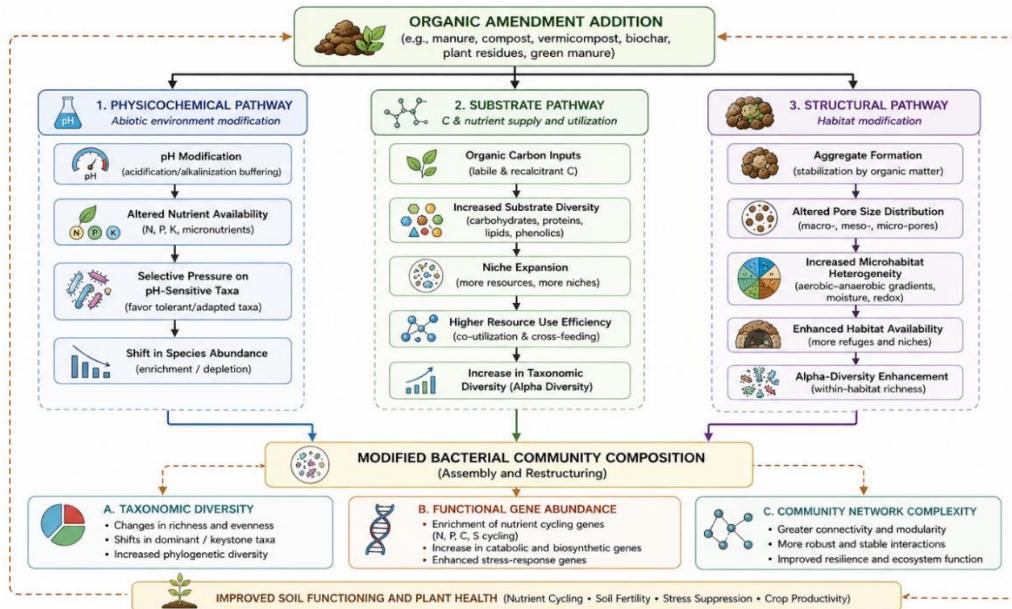 ORGANIC AMENDMENT ADDITION
(e.g., manure, compost, vermicompost, biochar,
plant residues, green manure)
1. PHYSICOCHEMICAL PATHWAY
Abiotic environment modification
pH
pH Modification
(acidification/alkalinization buffering)
pH
Altered Nutrient Availability
(N, P, K, micronutrients)
N P K
Selective Pressure on
pH-Sensitive Taxa
(favor tolerant/adapted taxa)
Shift in Species Abundance
(enrichment / depletion)
2. SUBSTRATE PATHWAY
C & nutrient supply and utilization
Organic Carbon Inputs
(labile & recalcitrant C)
Increased Substrate Diversity
(carbohydrates, proteins,
lipids, phenolics)
Niche Expansion
(more resources, more niches)
Higher Resource Use Efficiency
(co-utilization & cross-feeding)
Increase in Taxonomic
Diversity (Alpha Diversity)
3. STRUCTURAL PATHWAY
Habitat modification
Aggregate Formation
(stabilization by organic matter)
Altered Pore Size Distribution
(macro-, meso-, micro-pores)
Increased Microhabitat
Heterogeneity
(aerobic–anaerobic gradients,
moisture, redox)
Enhanced Habitat Availability
(more refuges and niches)
Alpha-Diversity Enhancement
(within-habitat richness)
MODIFIED BACTERIAL COMMUNITY COMPOSITION
(Assembly and Restructuring)
A. TAXONOMIC DIVERSITY
• Changes in richness and evenness
• Shifts in dominant / keystone taxa
• Increased phylogenetic diversity
B. FUNCTIONAL GENE ABUNDANCE
• Enrichment of nutrient cycling genes
(N, P, C, S cycling)
• Increase in catabolic and biosynthetic genes
• Enhanced stress-response genes
C. COMMUNITY NETWORK COMPLEXITY
• Greater connectivity and modularity
• More robust and stable interactions
• Improved resilience and ecosystem function
IMPROVED SOIL FUNCTIONING AND PLANT HEALTH (Nutrient Cycling • Soil Fertility • Stress Suppression • Crop Productivity)